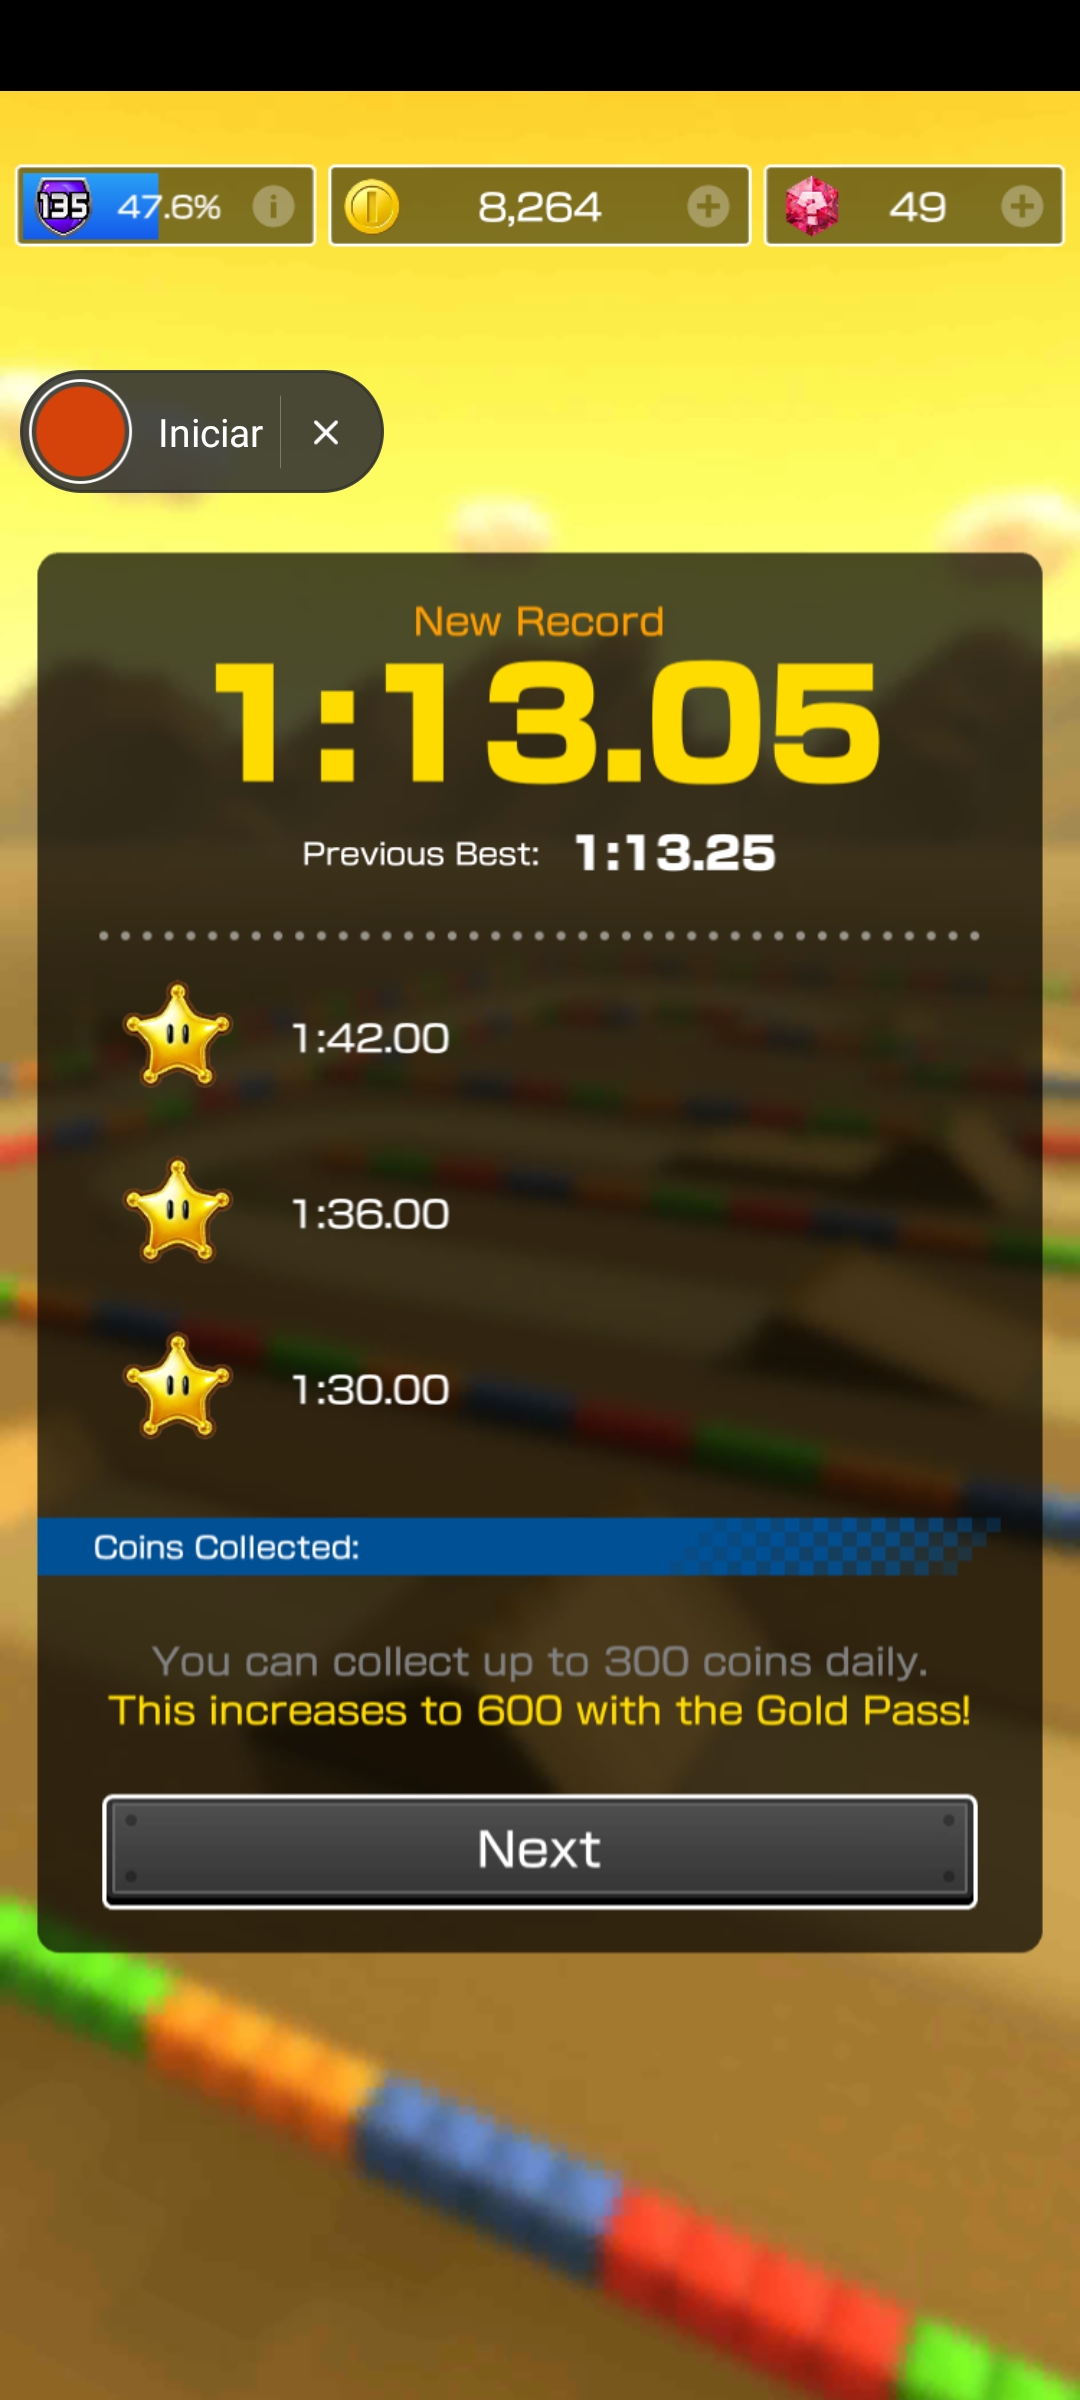 135 47.6% i 8,264 + 49 +
Iniciar ×
New Record
1:13.05
Previous Best: 1:13.25
1:42.00
1:36.00
1:30.00
Coins Collected:
You can collect up to 300 coins daily.
This increases to 600 with the Gold Pass!
Next